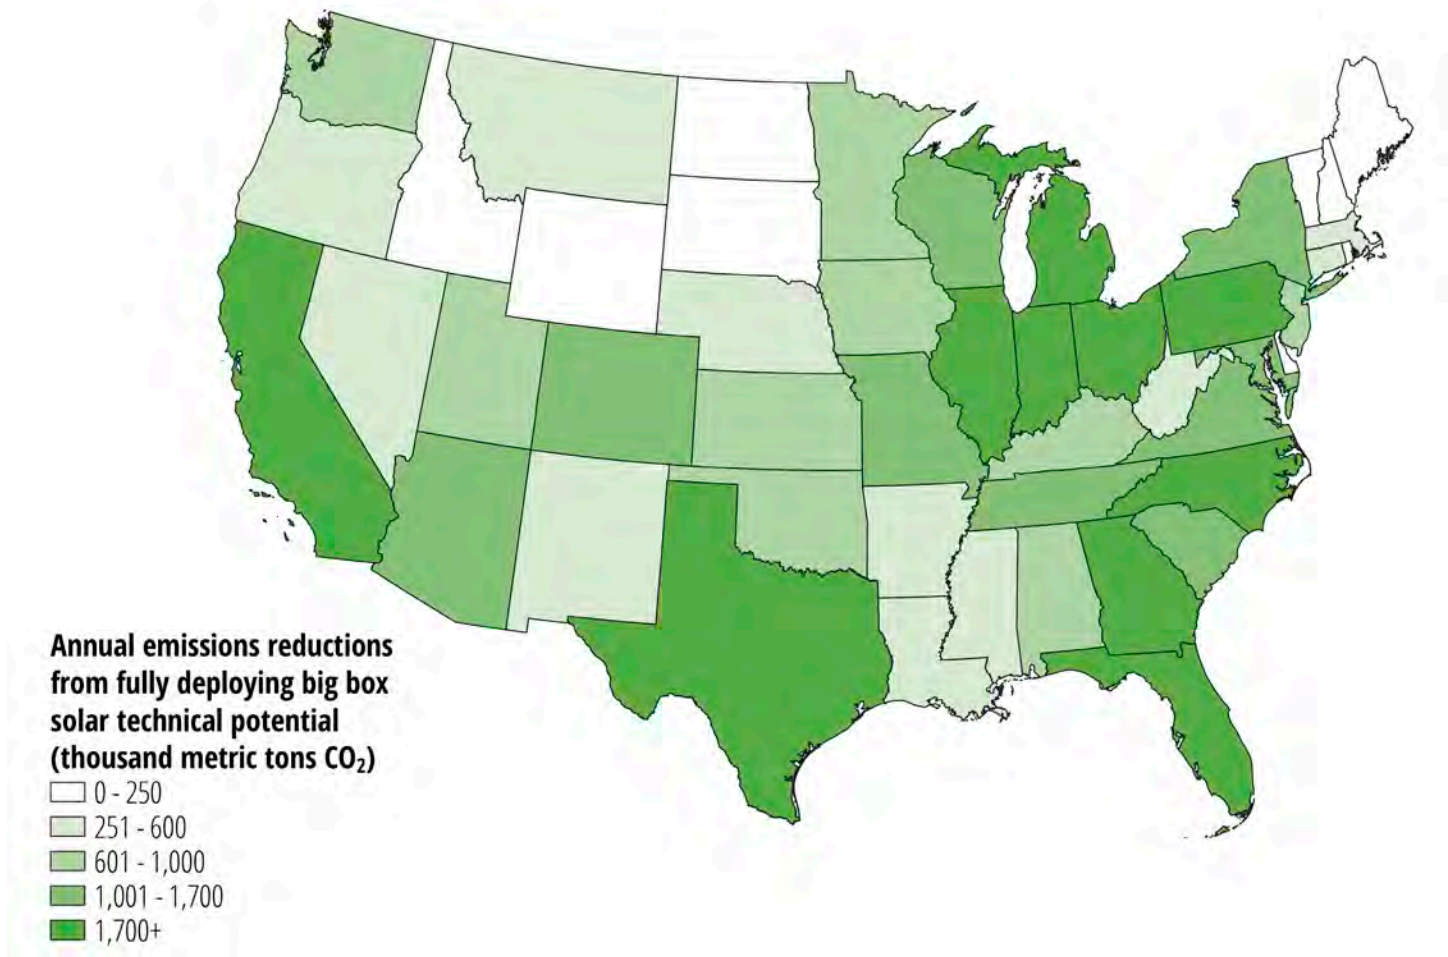 Annual emissions reductions
from fully deploying big box
solar technical potential
(thousand metric tons CO₂)
0 - 250
251 - 600
601 - 1,000
1,001 - 1,700
1,700+